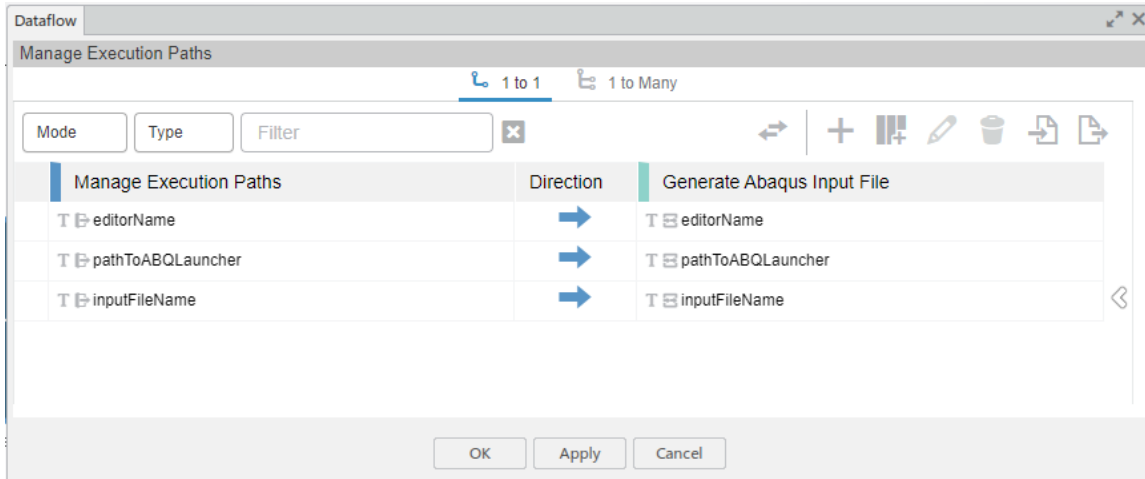 Dataflow
Manage Execution Paths
1 to 1 1 to Many
Mode Type Filter
Manage Execution Paths Direction Generate Abaqus Input File
T editorName T editorName
T pathToABQLauncher T pathToABQLauncher
T inputFileName T inputFileName
OK Apply Cancel